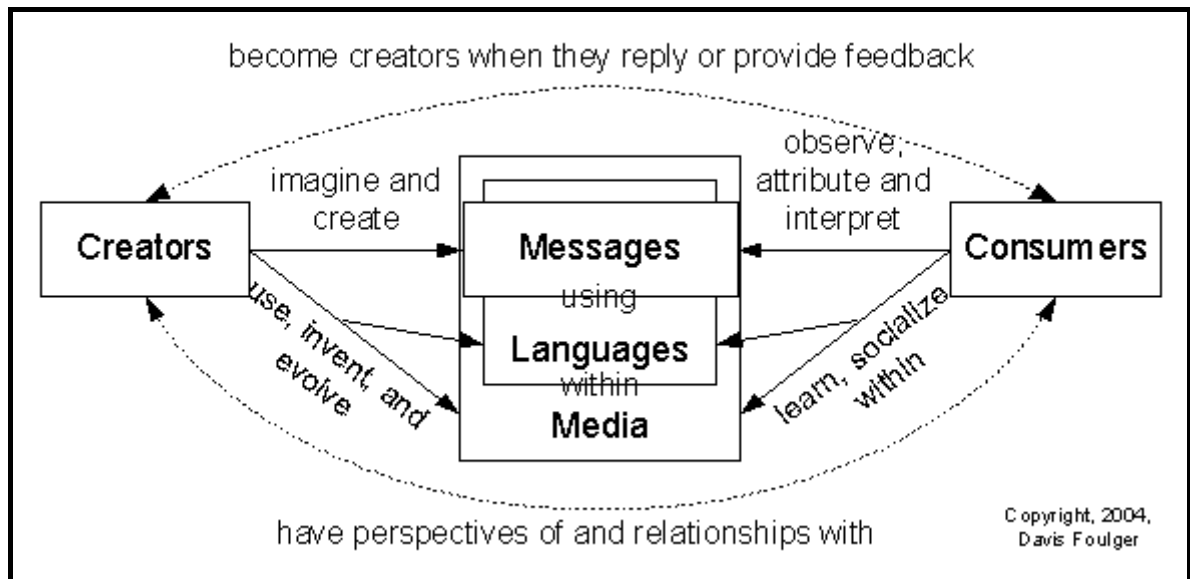 become creators when they reply or provide feedback
imagine and
create
observe,
attribute and
interpret
Creators
Messages
Consumers
using
Languages
within
Media
use, invent, and
evolve
learn, socialize
within
have perspectives of and relationships with
Copyright, 2004,
Davis Foulger